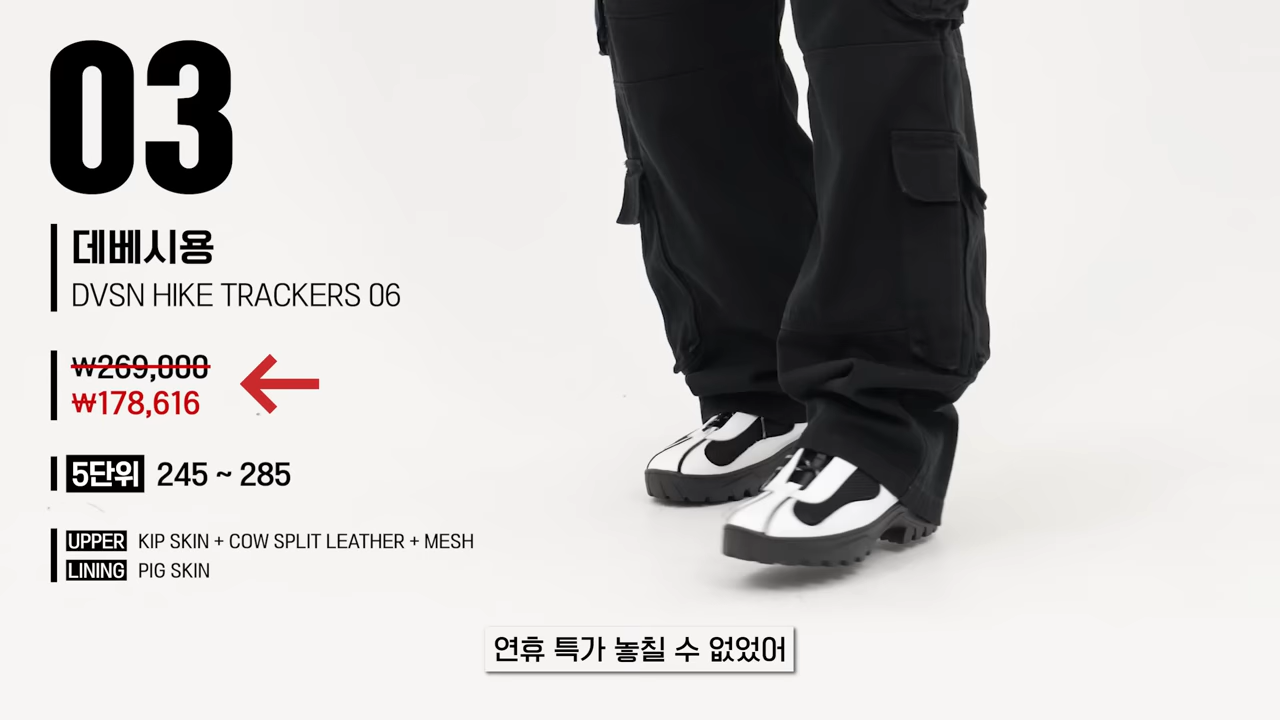 03
데베시용
DVSN HIKE TRACKERS 06
₩269,000
₩178,616
5단위 245 ~ 285
UPPER KIP SKIN + COW SPLIT LEATHER + MESH
LINING PIG SKIN
연휴 특가 놓칠 수 없었어